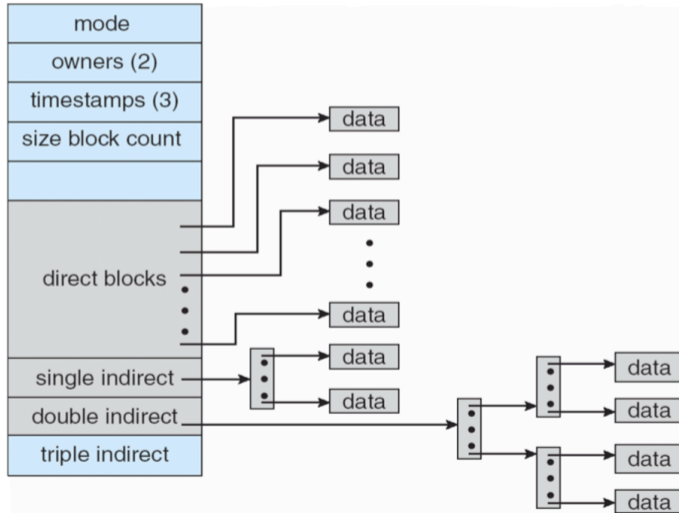 mode
owners (2)
timestamps (3)
size block count
data
data
data
direct blocks
data
single indirect
data
data
double indirect
triple indirect
data
data
data
data